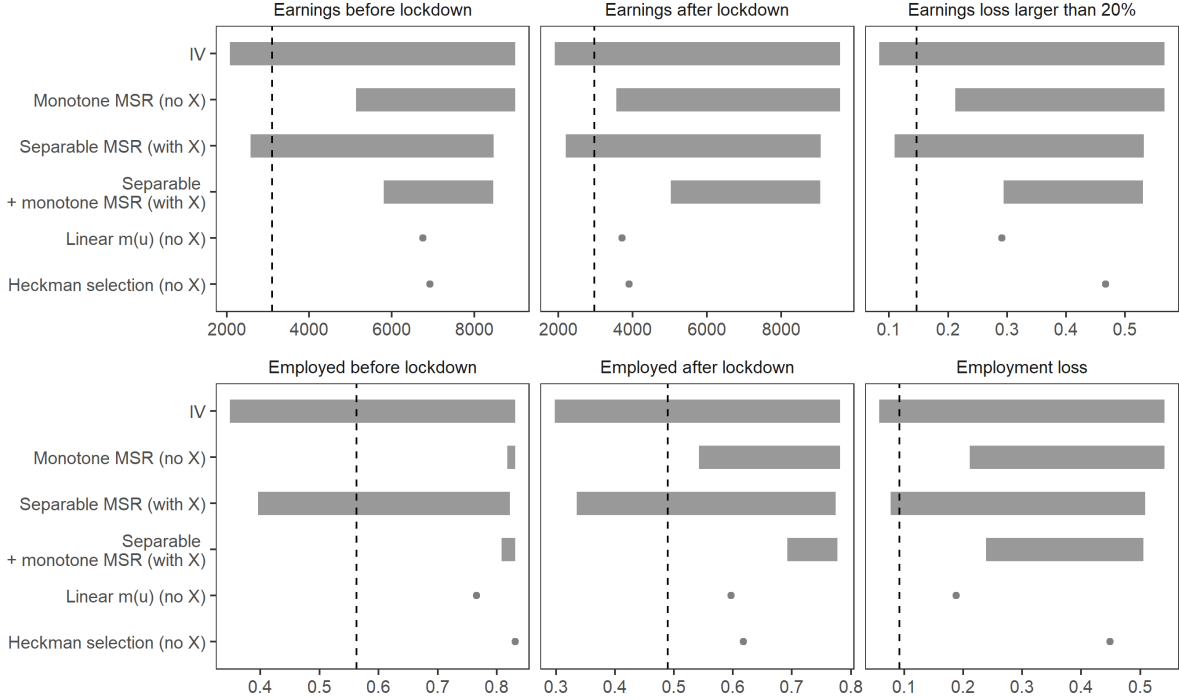 Earnings before lockdown
Earnings after lockdown
Earnings loss larger than 20%
IV
Monotone MSR (no X)
Separable MSR (with X)
Separable
+ monotone MSR (with X)
Linear m(u) (no X)
Heckman selection (no X)
2000 4000 6000 8000
2000 4000 6000 8000
0.1 0.2 0.3 0.4 0.5
Employed before lockdown
Employed after lockdown
Employment loss
IV
Monotone MSR (no X)
Separable MSR (with X)
Separable
+ monotone MSR (with X)
Linear m(u) (no X)
Heckman selection (no X)
0.4 0.5 0.6 0.7 0.8
0.3 0.4 0.5 0.6 0.7 0.8
0.1 0.2 0.3 0.4 0.5